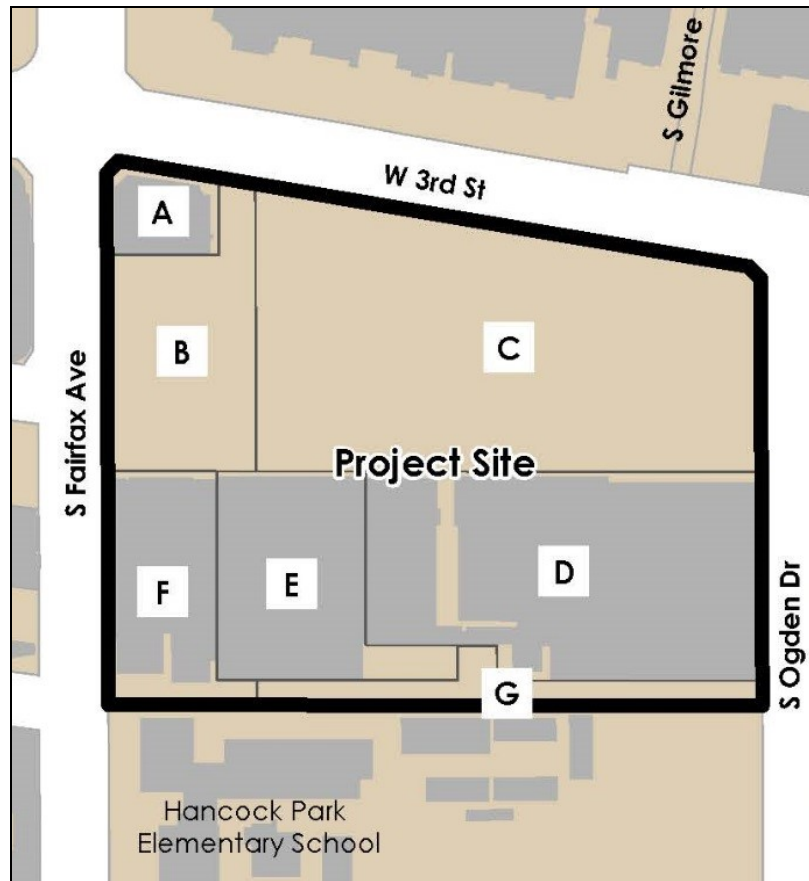 S Gilmore
W 3rd St
A
B
C
Project Site
S Fairfax Ave
F
E
D
G
S Ogden Dr
Hancock Park
Elementary School